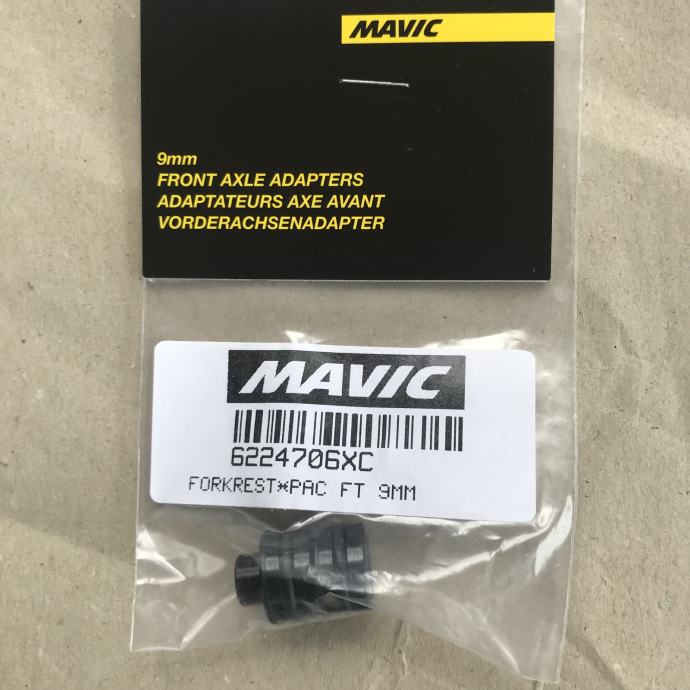 MAVIC
9mm
FRONT AXLE ADAPTERS
ADAPTATEURS AXE AVANT
VORDERACHSENADAPTER
MAVIC
6224706XC
FORKREST*PAC FT 9MM